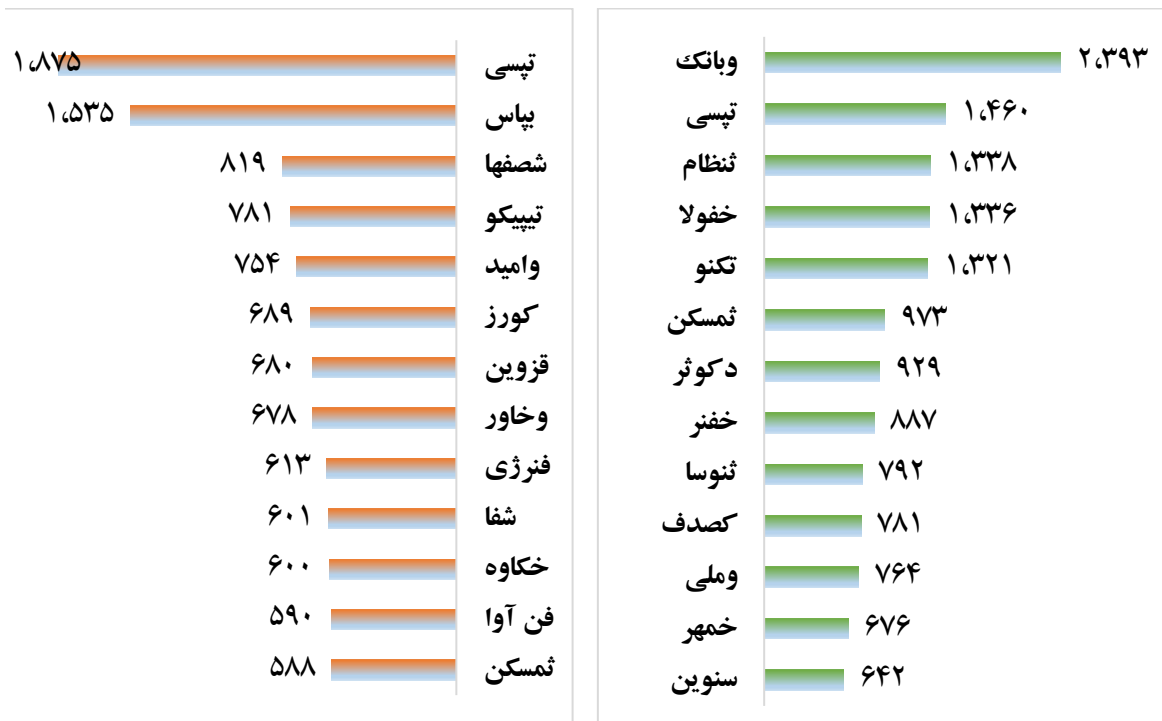 وبانک ۲،۳۹۳
تپسی ۱،۴۶۰
ثنظام ۱،۳۳۸
خفولا ۱،۳۳۶
تکنو ۱،۳۲۱
ثمسکن ۹۷۳
دکوثر ۹۲۹
خفنر ۸۸۷
ثنوسا ۷۹۲
کصدف ۷۸۱
وملی ۷۶۴
خمهر ۶۷۶
سنوین ۶۴۲
تپسی ۱،۸۷۵
بپاس ۱،۵۳۵
شصفها ۸۱۹
تیپیکو ۷۸۱
وامید ۷۵۴
کورز ۶۸۹
قزوین ۶۸۰
وخاور ۶۷۸
فنرژی ۶۱۳
شفا ۶۰۱
خکاوه ۶۰۰
فن آوا ۵۹۰
ثمسکن ۵۸۸